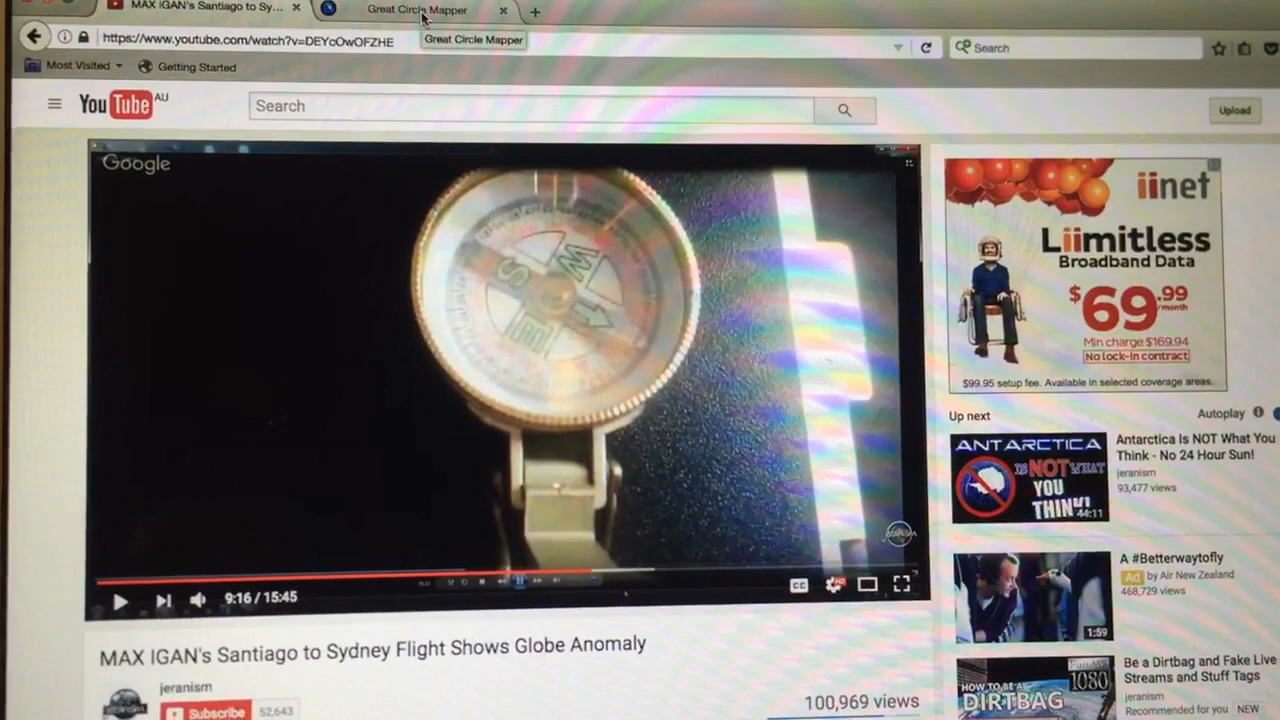 MAX IGAN's Santiago to Sy...
Great Circle Mapper
https://www.youtube.com/watch?v=DEYcOwOFZHE
Great Circle Mapper
Search
Most Visited
Getting Started
YouTube AU
Search
Upload
Google
S
W
E
iinet
Liimitless
Broadband Data
$69.99
/month
Min charge $169.94
No lock-in contract
$99.95 setup fee. Available in selected coverage areas.
Up next
Autoplay
ANTARCTICA
IS NOT WHAT
YOU
THINK!
44:11
Antarctica Is NOT What You
Think - No 24 Hour Sun!
jeranism
93,477 views
CC
HD
9:16 / 15:45
A #Betterwaytofly
Ad by Air New Zealand
468,729 views
1:59
MAX IGAN's Santiago to Sydney Flight Shows Globe Anomaly
jeranism
Subscribe 52,643
100,969 views
HOW TO BE A
DIRTBAG
1080
Be a Dirtbag and Fake Live
Streams and Stuff Tags
jeranism
Recommended for you NEW